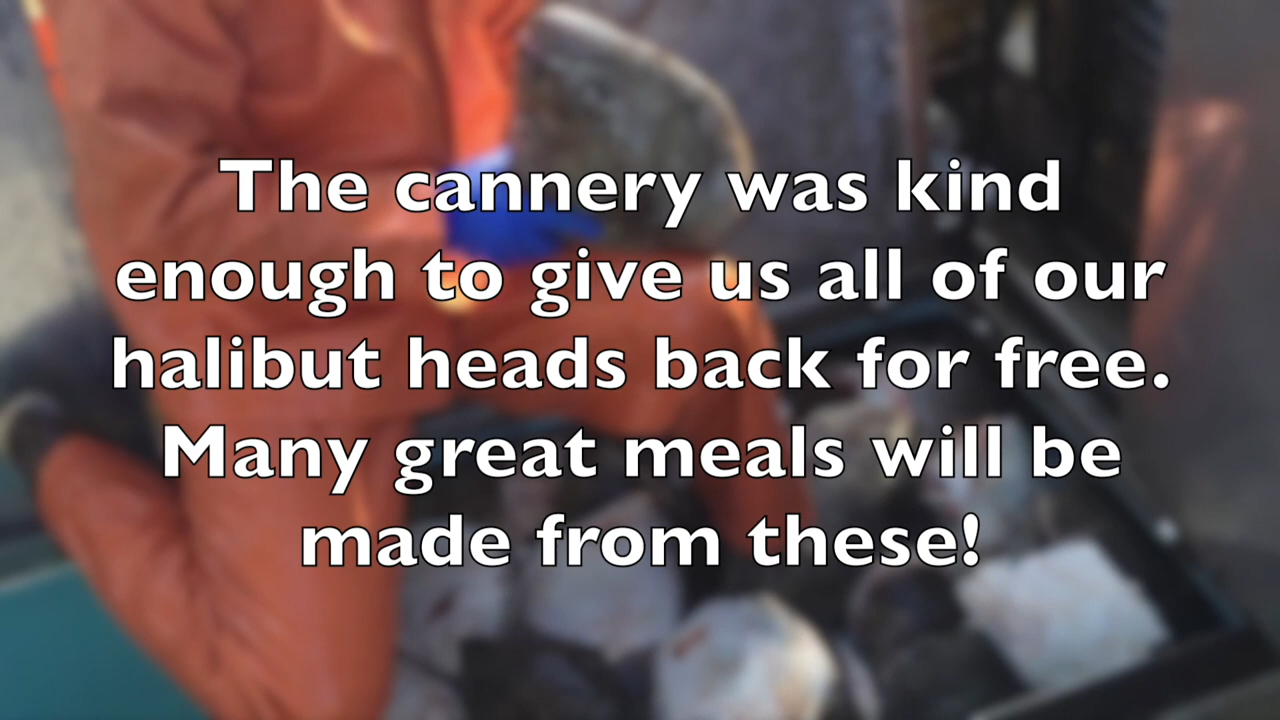 The cannery was kind
enough to give us all of our
halibut heads back for free.
Many great meals will be
made from these!